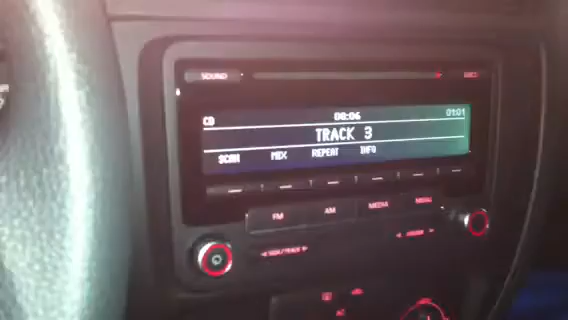 SOUND
CD 00:06 01:01
TRACK 3
SCAN MIX REPEAT INFO
FM AM MEDIA MENU